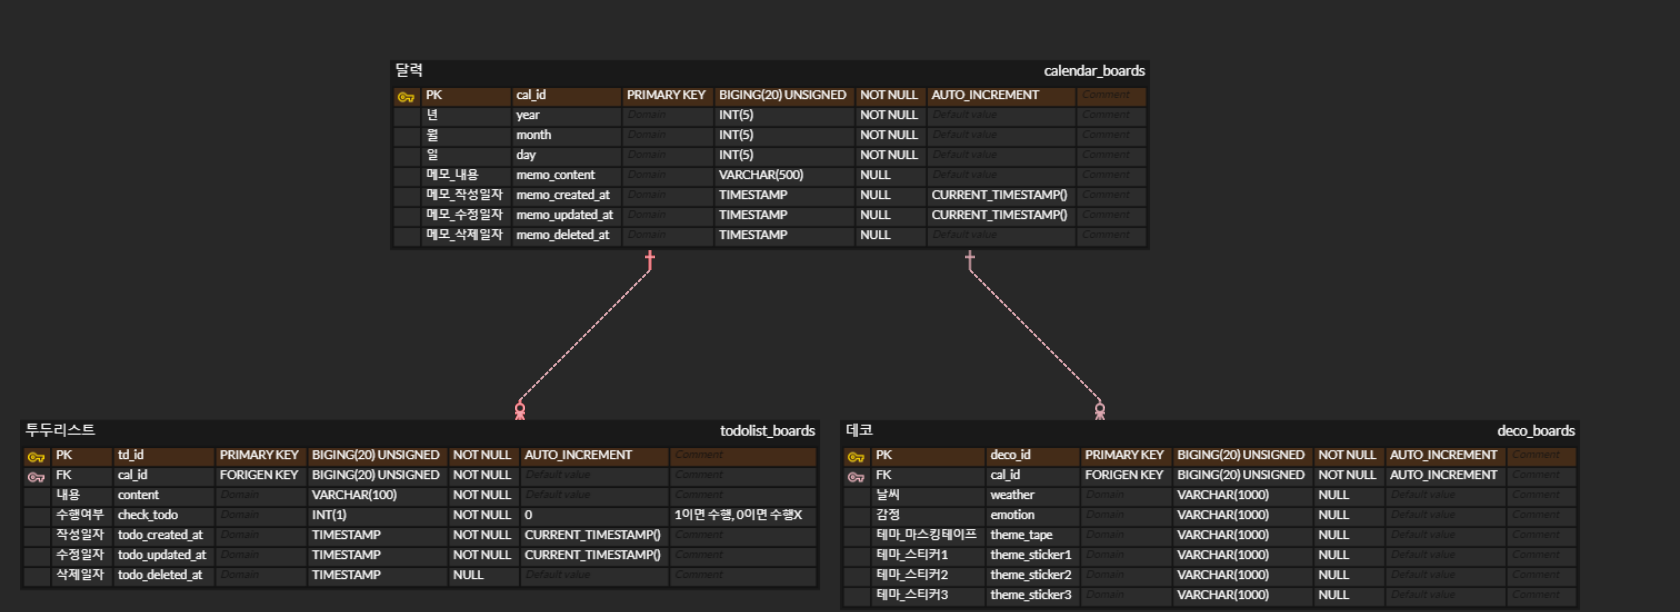 달력 calendar_boards
PK cal_id PRIMARY KEY BIGING(20) UNSIGNED NOT NULL AUTO_INCREMENT Comment
년 year Domain INT(5) NOT NULL Default value Comment
월 month Domain INT(5) NOT NULL Default value Comment
일 day Domain INT(5) NOT NULL Default value Comment
메모_내용 memo_content Domain VARCHAR(500) NULL Default value Comment
메모_작성일자 memo_created_at Domain TIMESTAMP NULL CURRENT_TIMESTAMP() Comment
메모_수정일자 memo_updated_at Domain TIMESTAMP NULL CURRENT_TIMESTAMP() Comment
메모_삭제일자 memo_deleted_at Domain TIMESTAMP NULL Default value Comment
투두리스트 todolist_boards
PK td_id PRIMARY KEY BIGING(20) UNSIGNED NOT NULL AUTO_INCREMENT Comment
FK cal_id FORIGEN KEY BIGING(20) UNSIGNED NOT NULL Default value Comment
내용 content Domain VARCHAR(100) NOT NULL Default value Comment
수행여부 check_todo Domain INT(1) NOT NULL 0 1이면 수행, 0이면 수행X
작성일자 todo_created_at Domain TIMESTAMP NOT NULL CURRENT_TIMESTAMP() Comment
수정일자 todo_updated_at Domain TIMESTAMP NOT NULL CURRENT_TIMESTAMP() Comment
삭제일자 todo_deleted_at Domain TIMESTAMP NULL Default value Comment
데코 deco_boards
PK deco_id PRIMARY KEY BIGING(20) UNSIGNED NOT NULL AUTO_INCREMENT Comment
FK cal_id FORIGEN KEY BIGING(20) UNSIGNED NOT NULL AUTO_INCREMENT Comment
날씨 weather Domain VARCHAR(1000) NULL Default value Comment
감정 emotion Domain VARCHAR(1000) NULL Default value Comment
테마_마스킹테이프 theme_tape Domain VARCHAR(1000) NULL Default value Comment
테마_스티커1 theme_sticker1 Domain VARCHAR(1000) NULL Default value Comment
테마_스티커2 theme_sticker2 Domain VARCHAR(1000) NULL Default value Comment
테마_스티커3 theme_sticker3 Domain VARCHAR(1000) NULL Default value Comment